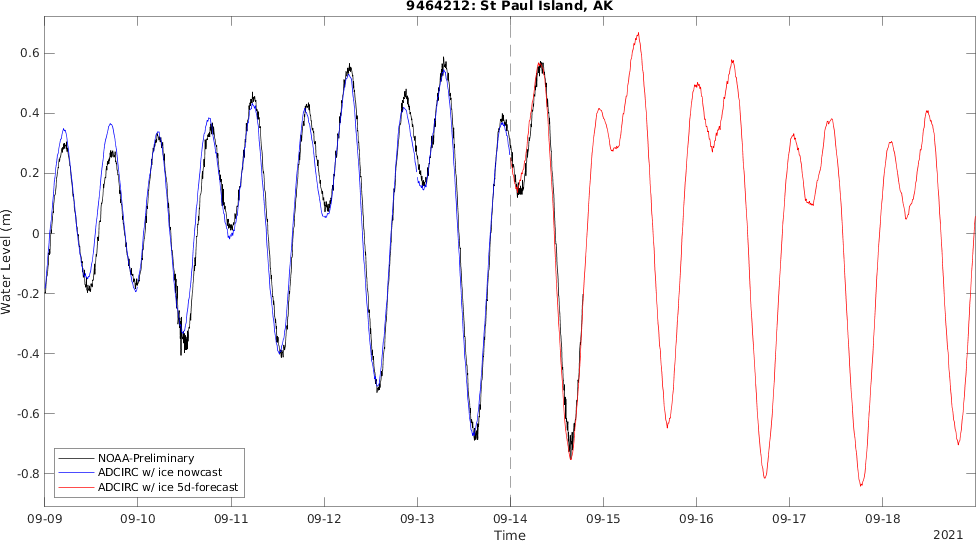 9464212: St Paul Island, AK
Water Level (m)
0.6
0.4
0.2
0
-0.2
-0.4
-0.6
-0.8
NOAA-Preliminary
ADCIRC w/ ice nowcast
ADCIRC w/ ice 5d-forecast
09-09 09-10 09-11 09-12 09-13 09-14 09-15 09-16 09-17 09-18
Time
2021